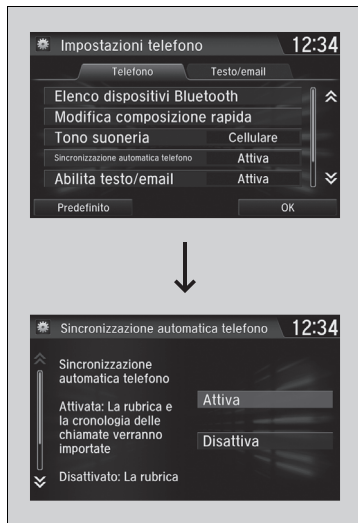 Impostazioni telefono 12:34
Telefono Testo/email
Elenco dispositivi Bluetooth
Modifica composizione rapida
Tono suoneria Cellulare
Sincronizzazione automatica telefono Attiva
Abilita testo/email Attiva
Predefinito OK
Sincronizzazione automatica telefono 12:34
Sincronizzazione
automatica telefono
Attivata: La rubrica e
la cronologia delle
chiamate verranno
importate
Disattivato: La rubrica
Attiva
Disattiva